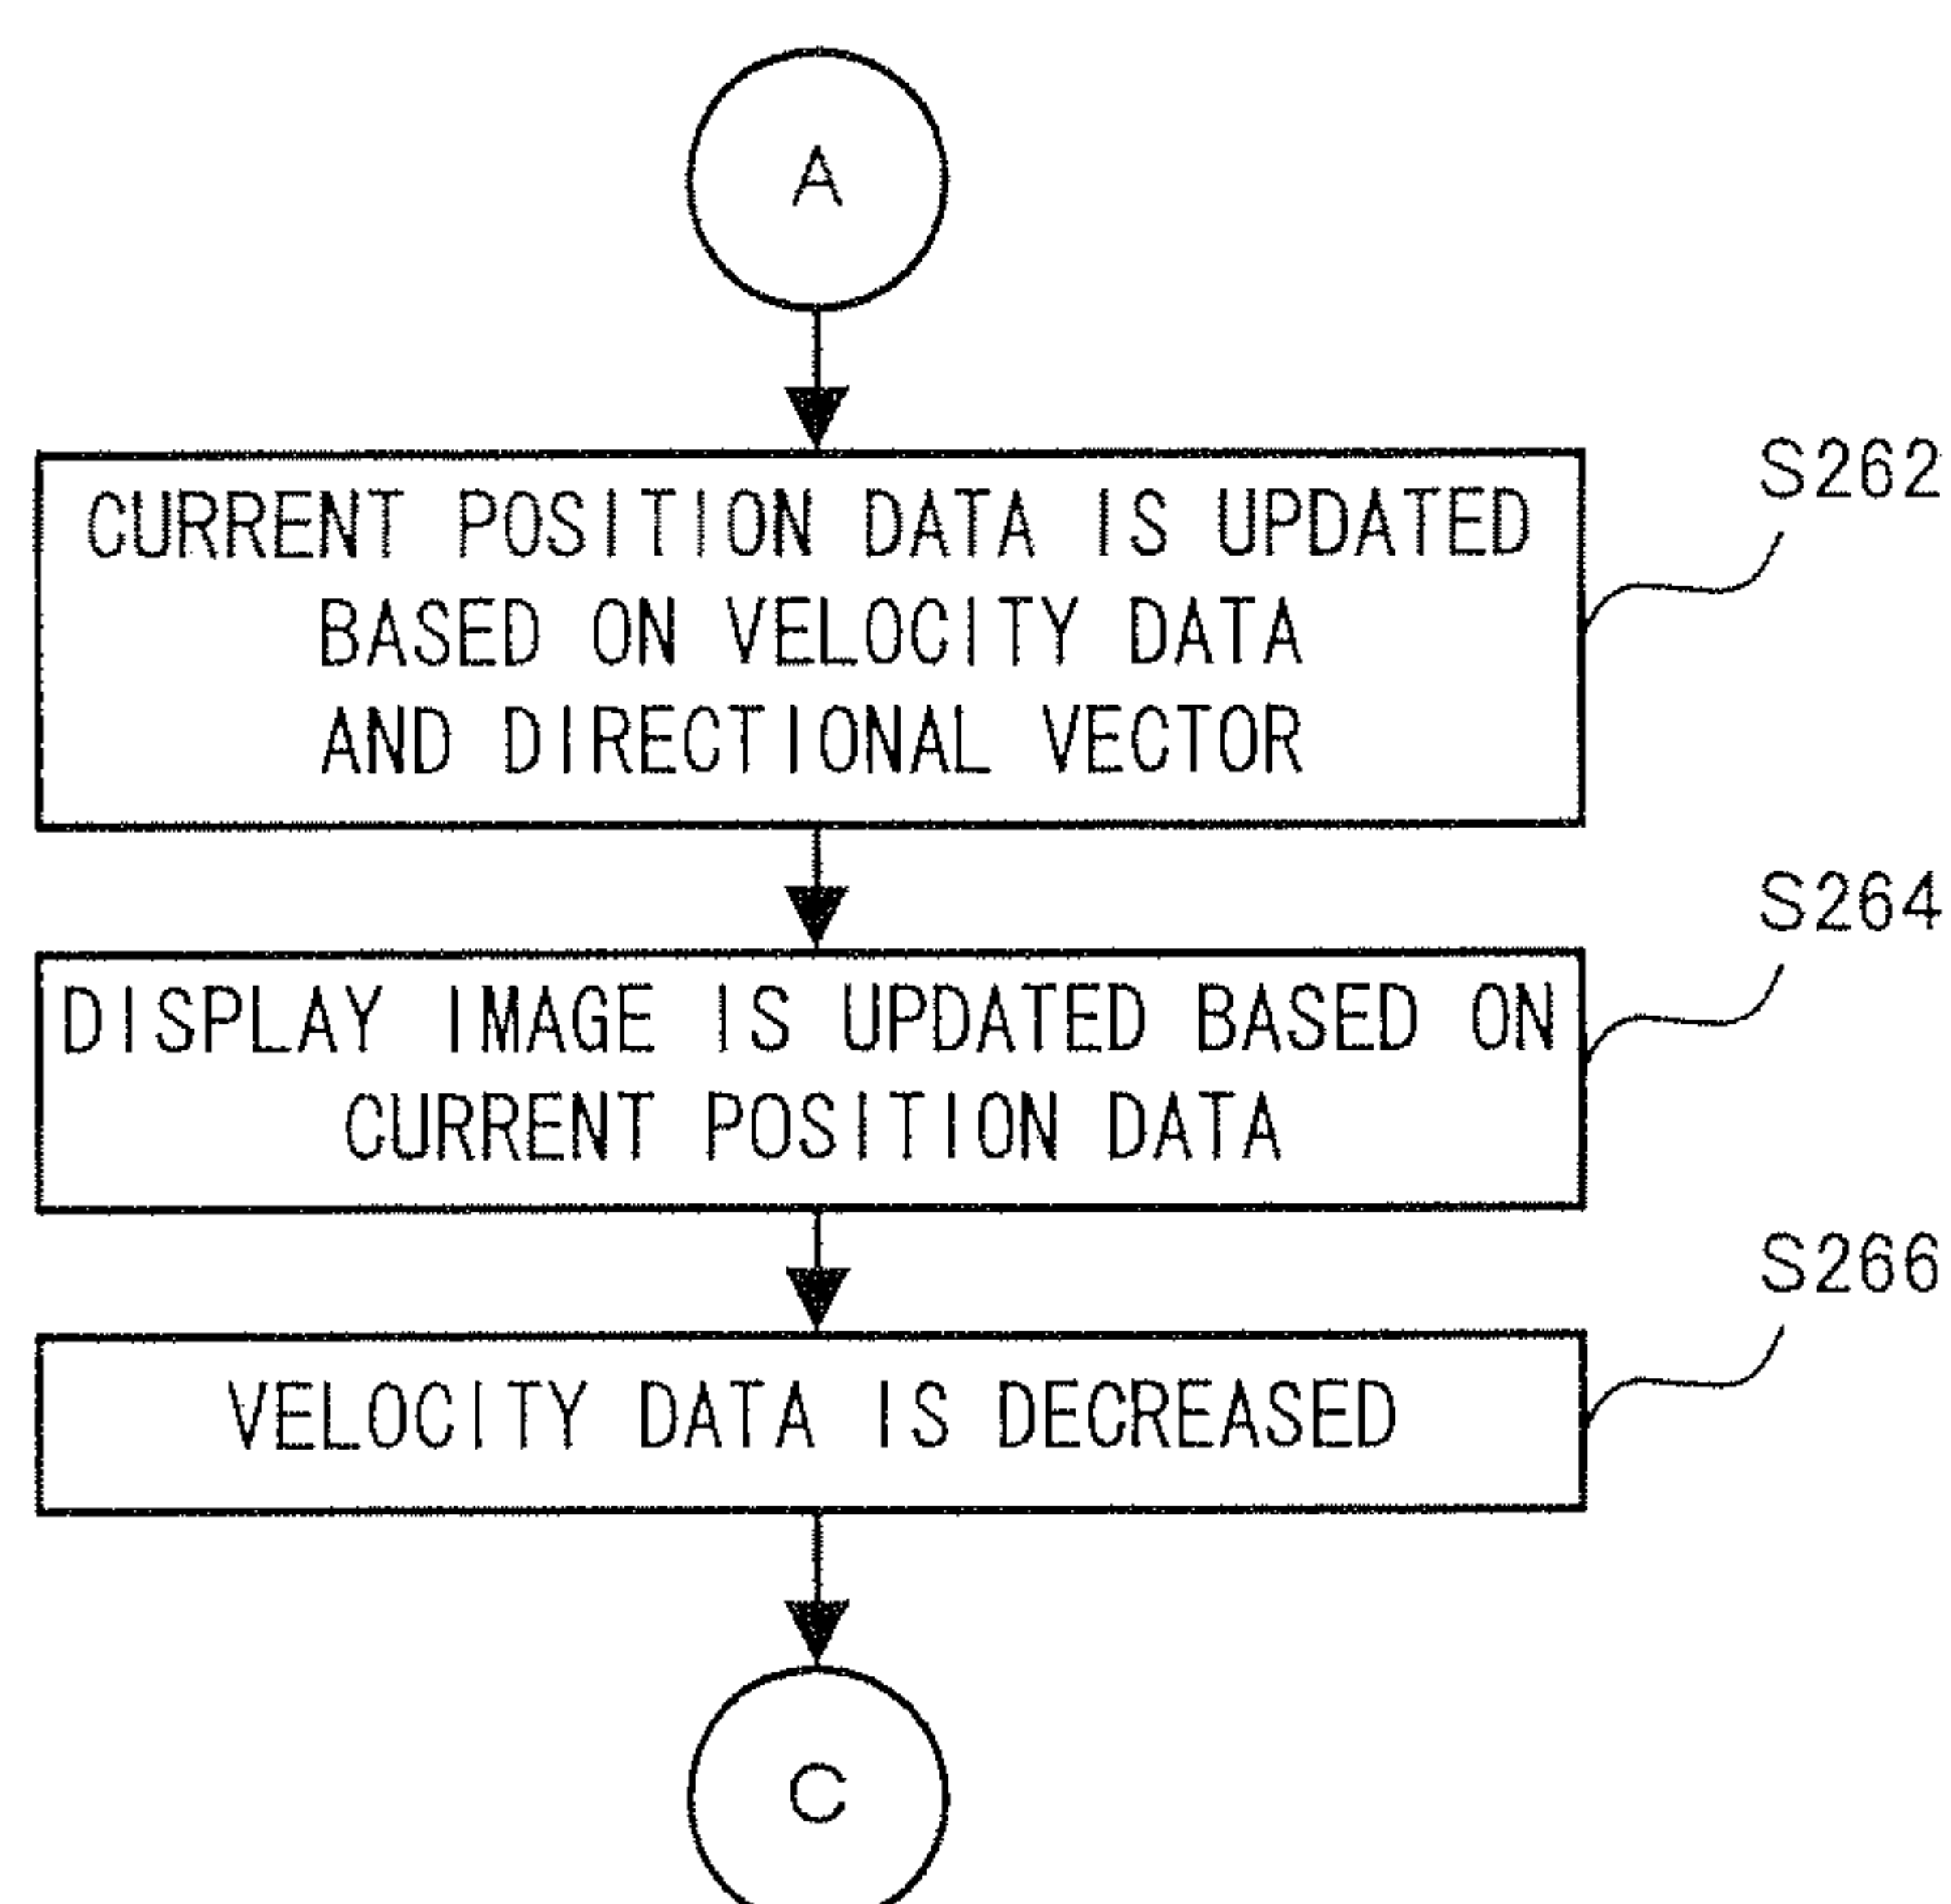 A
S262
CURRENT POSITION DATA IS UPDATED
BASED ON VELOCITY DATA
AND DIRECTIONAL VECTOR
S264
DISPLAY IMAGE IS UPDATED BASED ON
CURRENT POSITION DATA
S266
VELOCITY DATA IS DECREASED
C